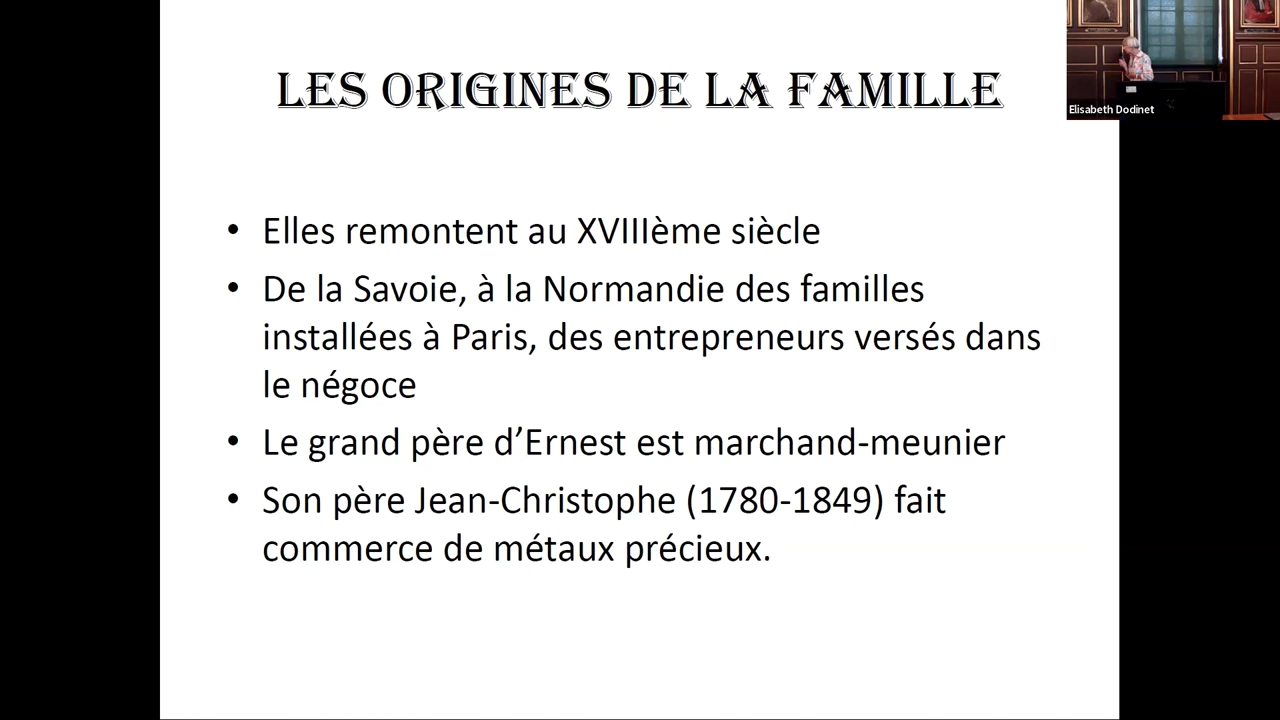 LES ORIGINES DE LA FAMILLE
Elisabeth Dodinet
• Elles remontent au XVIIIème siècle
• De la Savoie, à la Normandie des familles
installées à Paris, des entrepreneurs versés dans
le négoce
• Le grand père d’Ernest est marchand-meunier
• Son père Jean-Christophe (1780-1849) fait
commerce de métaux précieux.